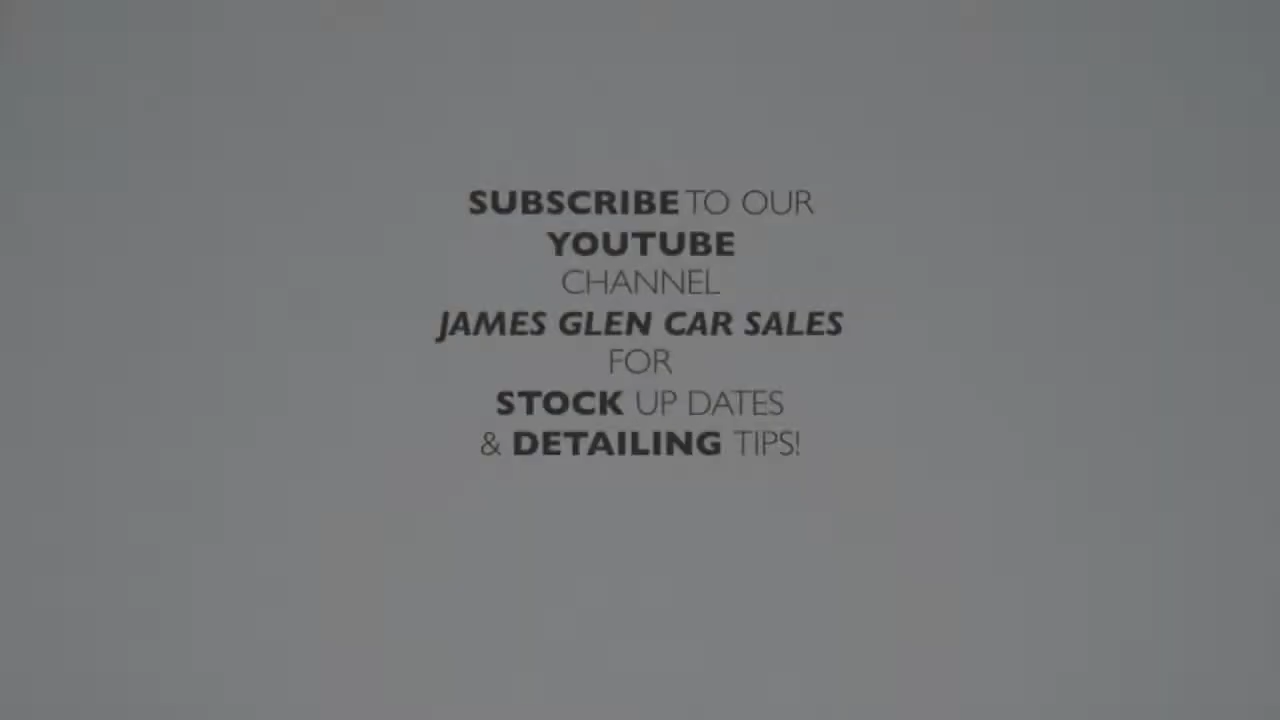 SUBSCRIBE TO OUR
YOUTUBE
CHANNEL
JAMES GLEN CAR SALES
FOR
STOCK UP DATES
& DETAILING TIPS!